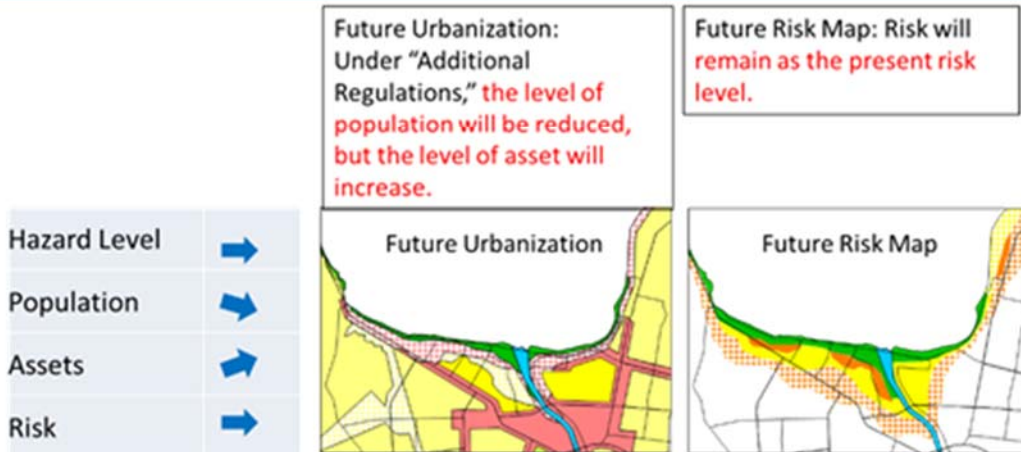 Future Urbanization:
Under “Additional
Regulations,” the level of
population will be reduced,
but the level of asset will
increase.
Future Risk Map: Risk will
remain as the present risk
level.
Hazard Level
Population
Assets
Risk
Future Urbanization
Future Risk Map